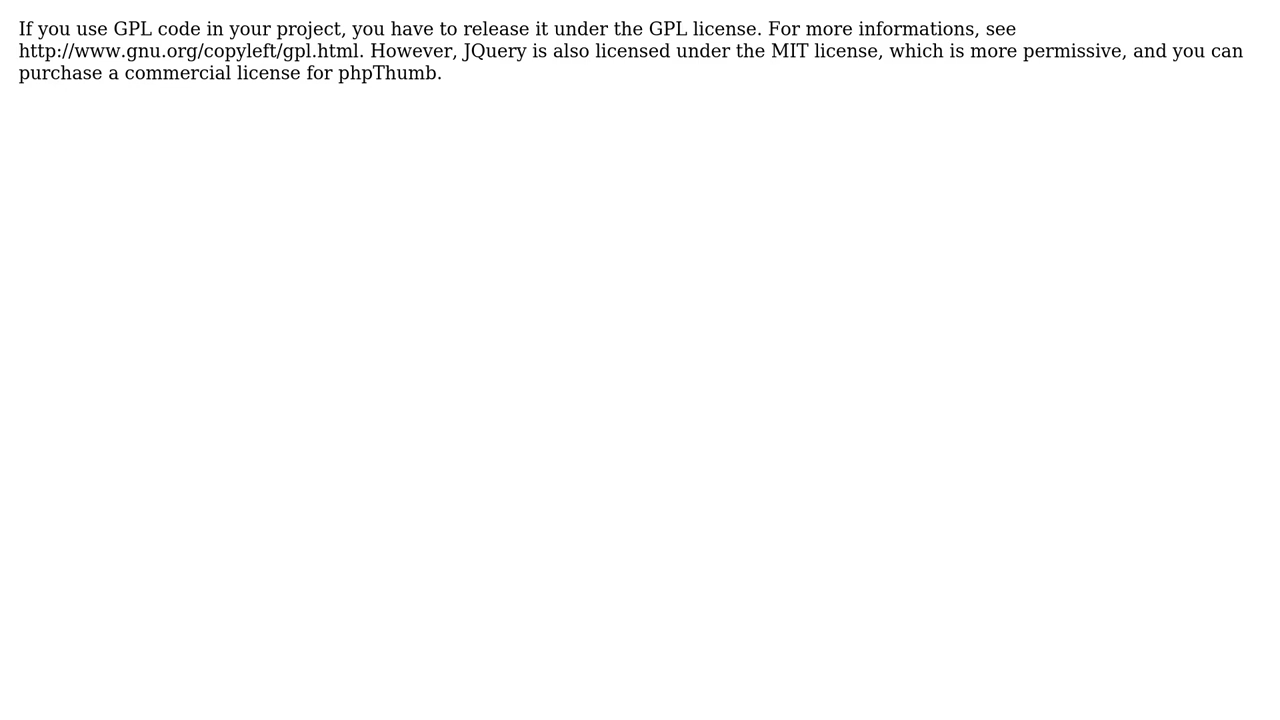 If you use GPL code in your project, you have to release it under the GPL license. For more informations, see
http://www.gnu.org/copyleft/gpl.html. However, JQuery is also licensed under the MIT license, which is more permissive, and you can
purchase a commercial license for phpThumb.